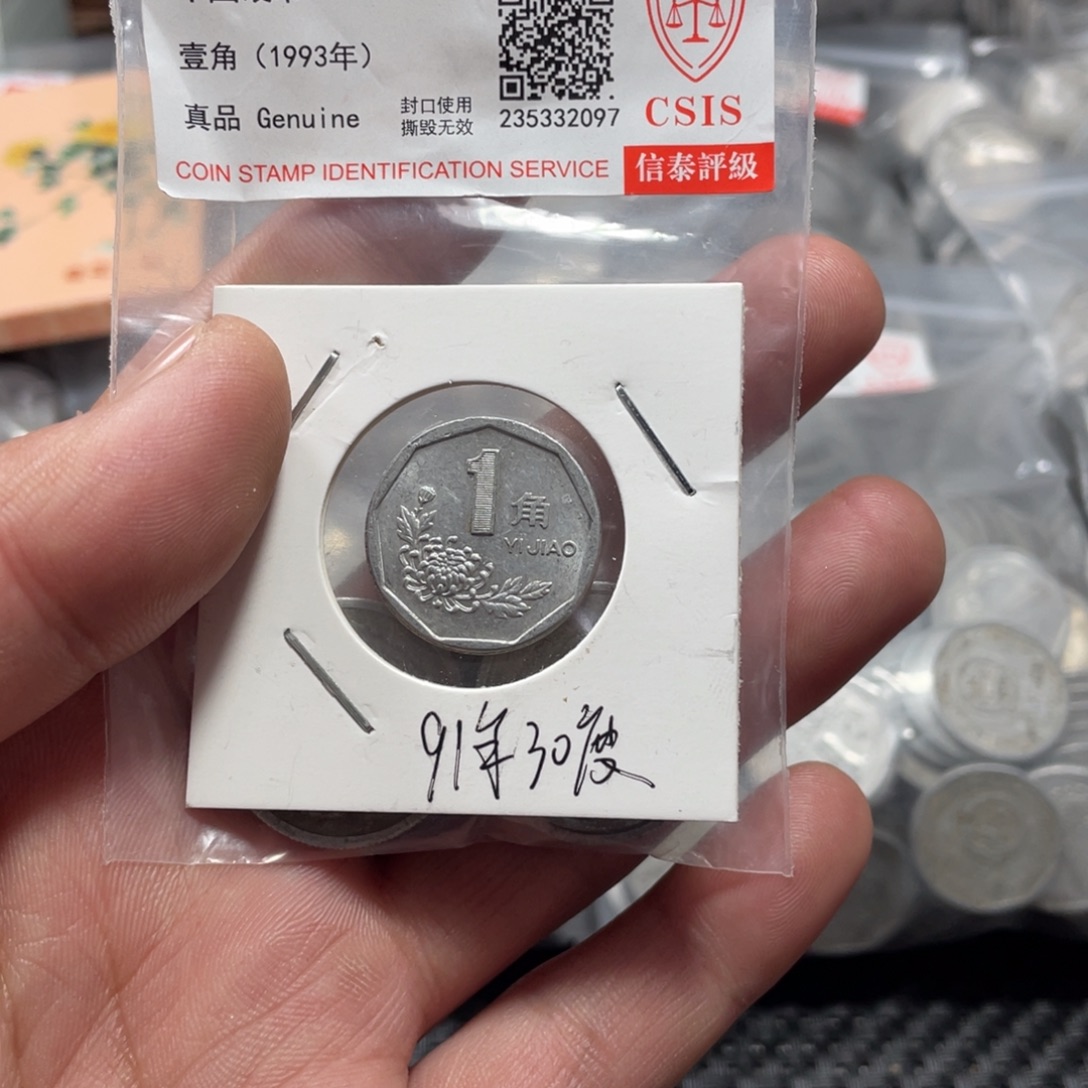 壹角（1993年）
真品 Genuine
封口使用
撕毁无效
235332097
CSIS
COIN STAMP IDENTIFICATION SERVICE
信泰評級
1角
YI JIAO
91年30度